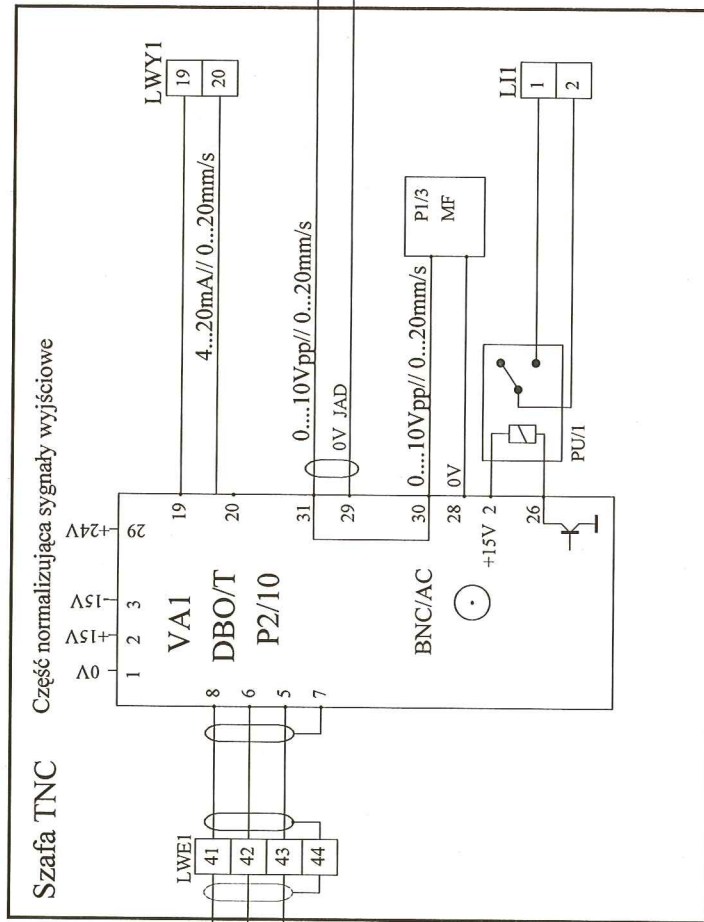 Szafa TNC
Część normalizująca sygnały wyjściowe
0V
+15V
-15V
+24V
1
2
3
29
VA1
DBO/T
P2/10
BNC/AC
LWE1
41
42
43
44
8
6
5
7
19
20
31
29
30
28
+15V 2
26
LWY1
19
20
4...20mA// 0...20mm/s
0....10Vpp// 0...20mm/s
0V JAD
0....10Vpp// 0...20mm/s
0V
P1/3
MF
PU/1
LI1
1
2